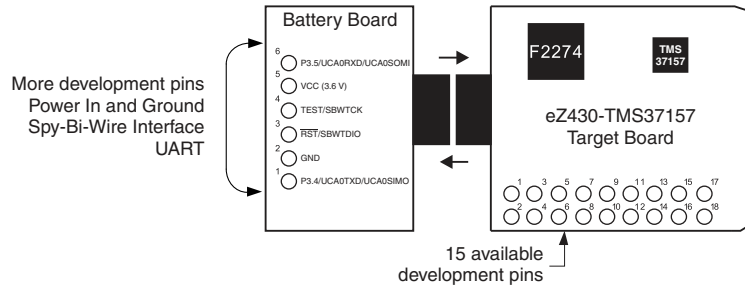 Battery Board
6 P3.5/UCA0RXD/UCA0SOMI
5 VCC (3.6 V)
4 TEST/SBWTCK
3 RST/SBWTDIO
2 GND
1 P3.4/UCA0TXD/UCA0SIMO
More development pins
Power In and Ground
Spy-Bi-Wire Interface
UART
F2274
TMS
37157
eZ430-TMS37157
Target Board
1 3 5 7 9 11 13 15 17
2 4 6 8 10 12 14 16 18
15 available
development pins